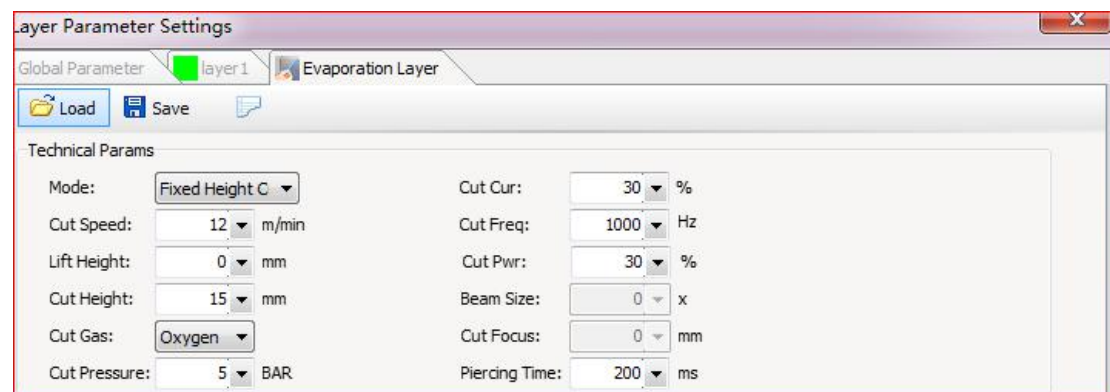 Layer Parameter Settings
Global Parameter layer1 Evaporation Layer
Load Save
Technical Params
Mode: Fixed Height C Cut Cur: 30 %
Cut Speed: 12 m/min Cut Freq: 1000 Hz
Lift Height: 0 mm Cut Pwr: 30 %
Cut Height: 15 mm Beam Size: 0 x
Cut Gas: Oxygen Cut Focus: 0 mm
Cut Pressure: 5 BAR Piercing Time: 200 ms